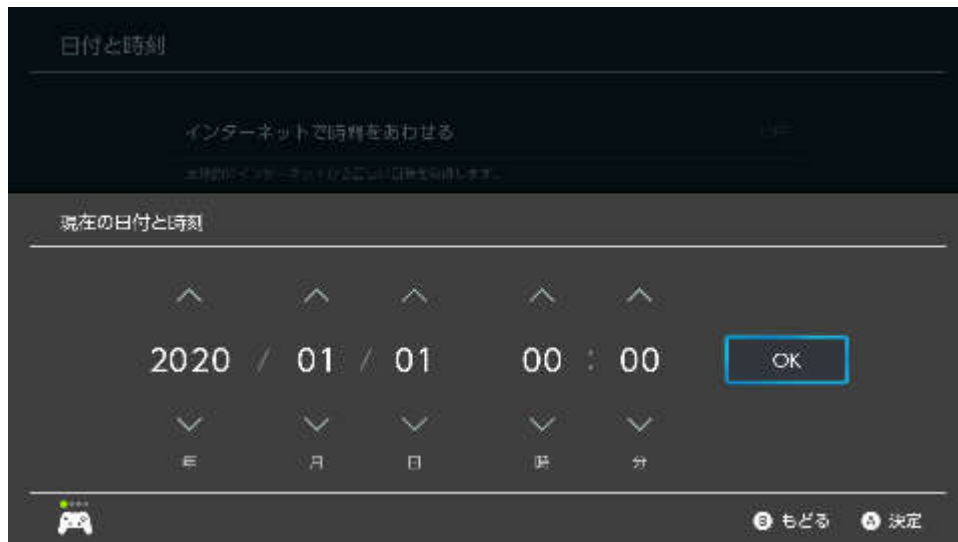 日付と時刻
インターネットで時刻をあわせる
現在の日付と時刻
2020 / 01 / 01 00 : 00 OK
年 月 日 時 分
B もどる A 決定